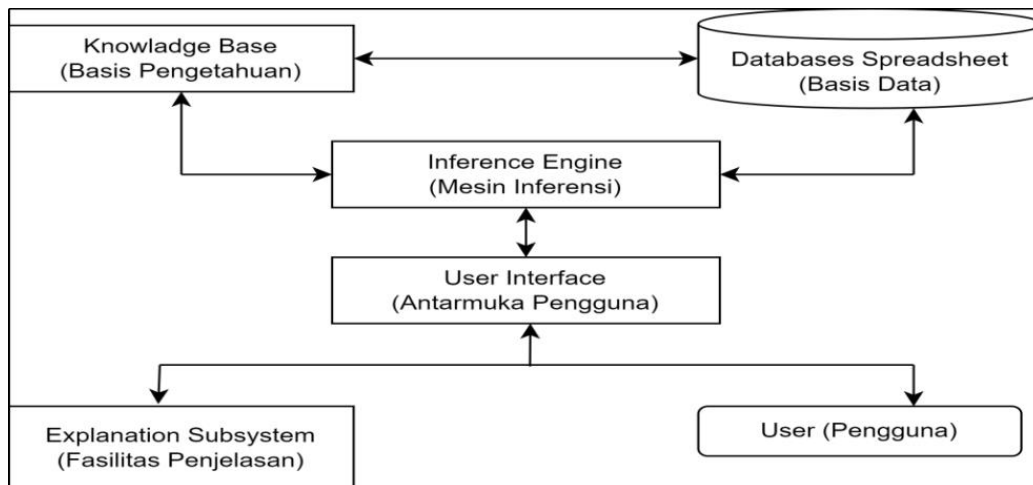 Knowladge Base
(Basis Pengetahuan)
Databases Spreadsheet
(Basis Data)
Inference Engine
(Mesin Inferensi)
User Interface
(Antarmuka Pengguna)
Explanation Subsystem
(Fasilitas Penjelasan)
User (Pengguna)